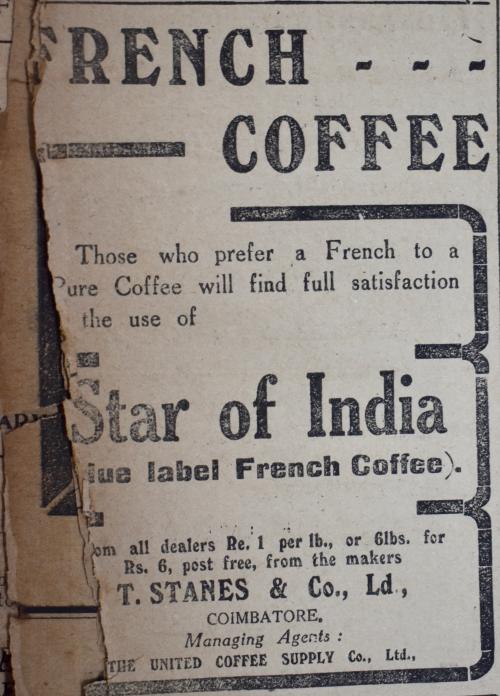 FRENCH - - -
COFFEE
Those who prefer a French to a
Pure Coffee will find full satisfaction
the use of
Star of India
lue label French Coffee).
om all dealers Re. 1 per lb., or 6lbs. for
Rs. 6, post free, from the makers
T. STANES & Co., Ld.,
COIMBATORE.
Managing Agents :
THE UNITED COFFEE SUPPLY Co., Ltd.,